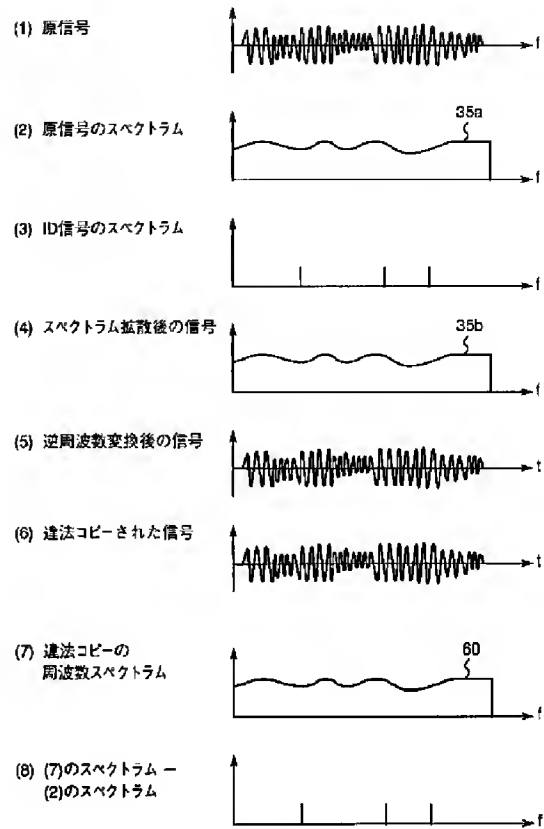 (1) 原信号
f
(2) 原信号のスペクトラム
35a
f
(3) ID信号のスペクトラム
f
(4) スペクトラム拡散後の信号
35b
f
(5) 逆周波数変換後の信号
t
(6) 違法コピーされた信号
t
(7) 違法コピーの
周波数スペクトラム
60
f
(8) (7)のスペクトラム －
(2)のスペクトラム
f